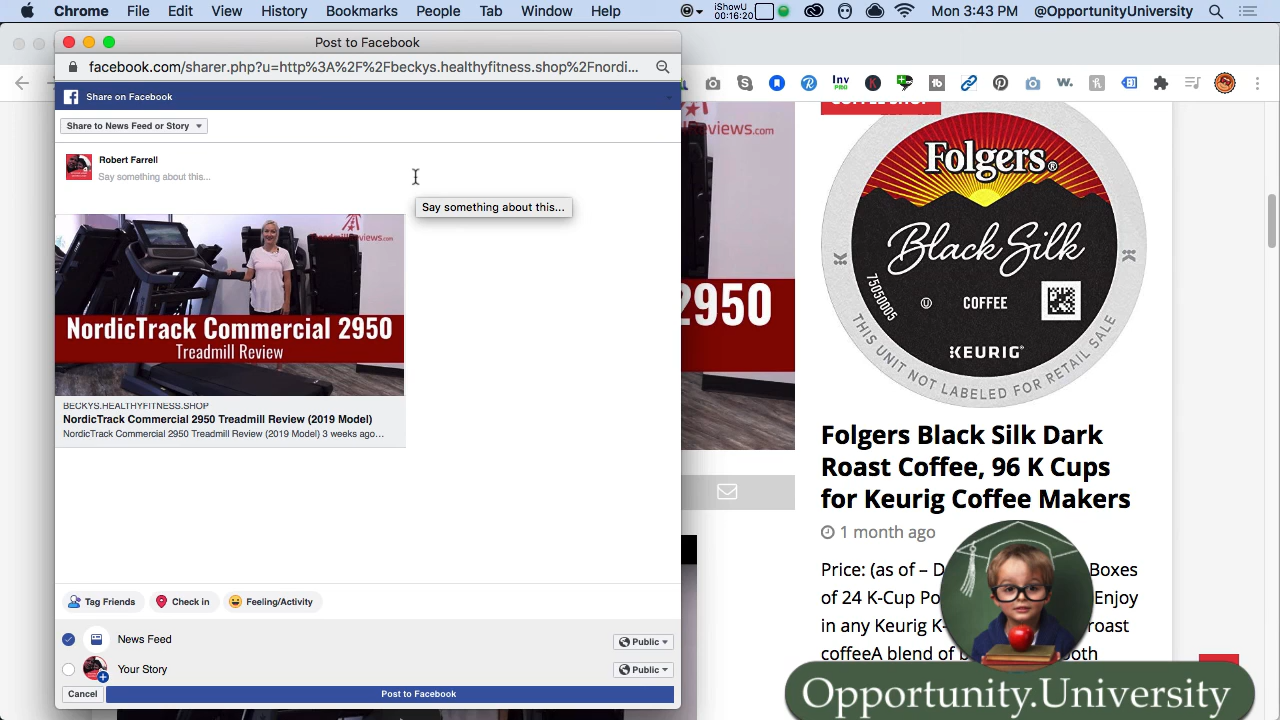 Chrome File Edit View History Bookmarks People Tab Window Help
iShowU
00:16:20
Mon 3:43 PM @OpportunityUniversity
Post to Facebook
facebook.com/sharer.php?u=http%3A%2F%2Fbeckys.healthyfitness.shop%2Fnordi...
Share on Facebook
Share to News Feed or Story
Robert Farrell
Say something about this...
Say something about this...
NordicTrack Commercial 2950
Treadmill Review
BECKYS.HEALTHYFITNESS.SHOP
NordicTrack Commercial 2950 Treadmill Review (2019 Model)
NordicTrack Commercial 2950 Treadmill Review (2019 Model) 3 weeks ago...
Tag Friends Check in Feeling/Activity
News Feed Public
Your Story Public
Cancel Post to Facebook
Inv
PRO
2950
COFFEE SHOP
Folgers®
Black Silk
75050005
COFFEE
KEURIG®
THIS UNIT NOT LABELED FOR RETAIL SALE
Folgers Black Silk Dark
Roast Coffee, 96 K Cups
for Keurig Coffee Makers
1 month ago
Price: (as of – Boxes
of 24 K-Cup Enjoy
in any Keurig roast
coffeeA blend of
Opportunity.University